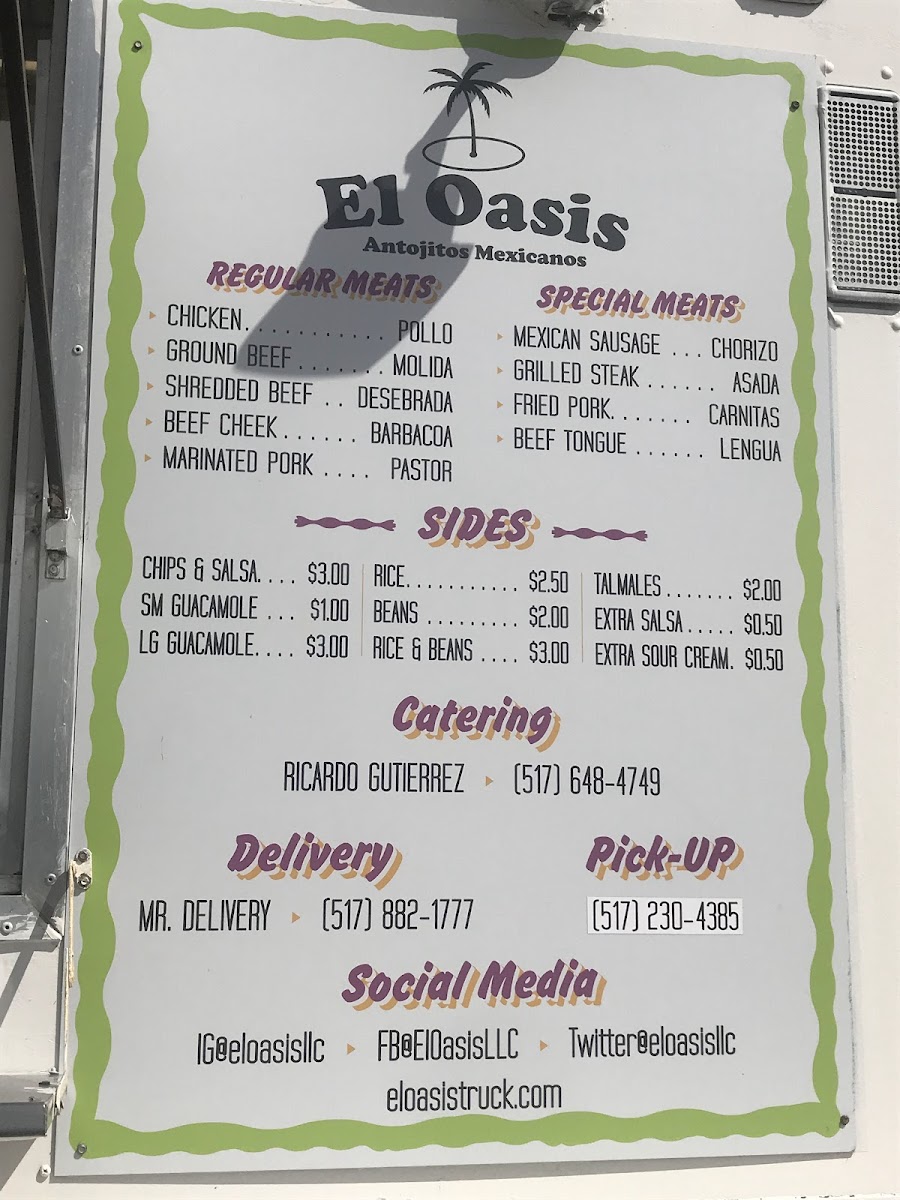 El Oasis
Antojitos Mexicanos
REGULAR MEATS
CHICKEN. . . . . . . . . . . POLLO
GROUND BEEF . . . . . . . MOLIDA
SHREDDED BEEF . . DESEBRADA
BEEF CHEEK . . . . . . BARBACOA
MARINATED PORK . . . . PASTOR
SPECIAL MEATS
MEXICAN SAUSAGE . . . CHORIZO
GRILLED STEAK . . . . . . ASADA
FRIED PORK. . . . . . CARNITAS
BEEF TONGUE . . . . . . LENGUA
SIDES
CHIPS & SALSA. . . . $3.00
SM GUACAMOLE . . . $1.00
LG GUACAMOLE. . . . $3.00
RICE. . . . . . . . . . $2.50
BEANS . . . . . . . . . $2.00
RICE & BEANS . . . . $3.00
TALMALES . . . . . . . $2.00
EXTRA SALSA . . . . . $0.50
EXTRA SOUR CREAM. $0.50
Catering
RICARDO GUTIERREZ ▸ (517) 648-4749
Delivery
MR. DELIVERY ▸ (517) 882-1777
Pick-UP
(517) 230-4385
Social Media
IG@eloasisllc ▸ FB@ElOasisLLC ▸ Twitter@eloasisllc
eloasistruck.com